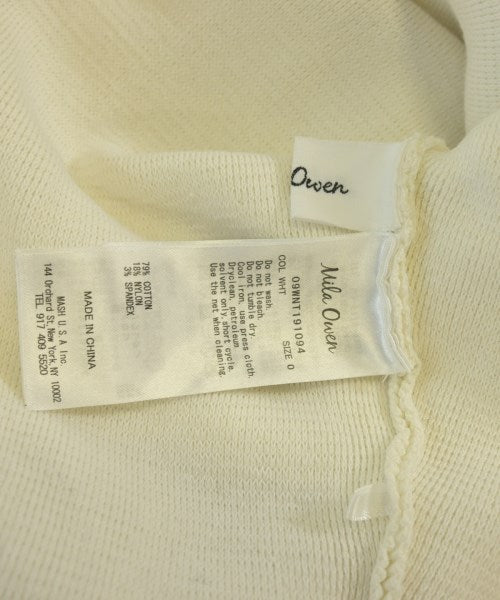 Owen
Mila Owen
09WNT191094
COL WHT SIZE 0
Do not wash.
Do not bleach.
Do not tumble dry.
Cool iron, use press cloth.
Dryclean, petroleum
solvent only, short cycle.
Use the net when cleaning.
79% COTTON
18% NYLON
3% SPANDEX
MADE IN CHINA
MASH U.S.A Inc.
144 Orchard St, New York, NY, 10002
TEL 917 409 5520